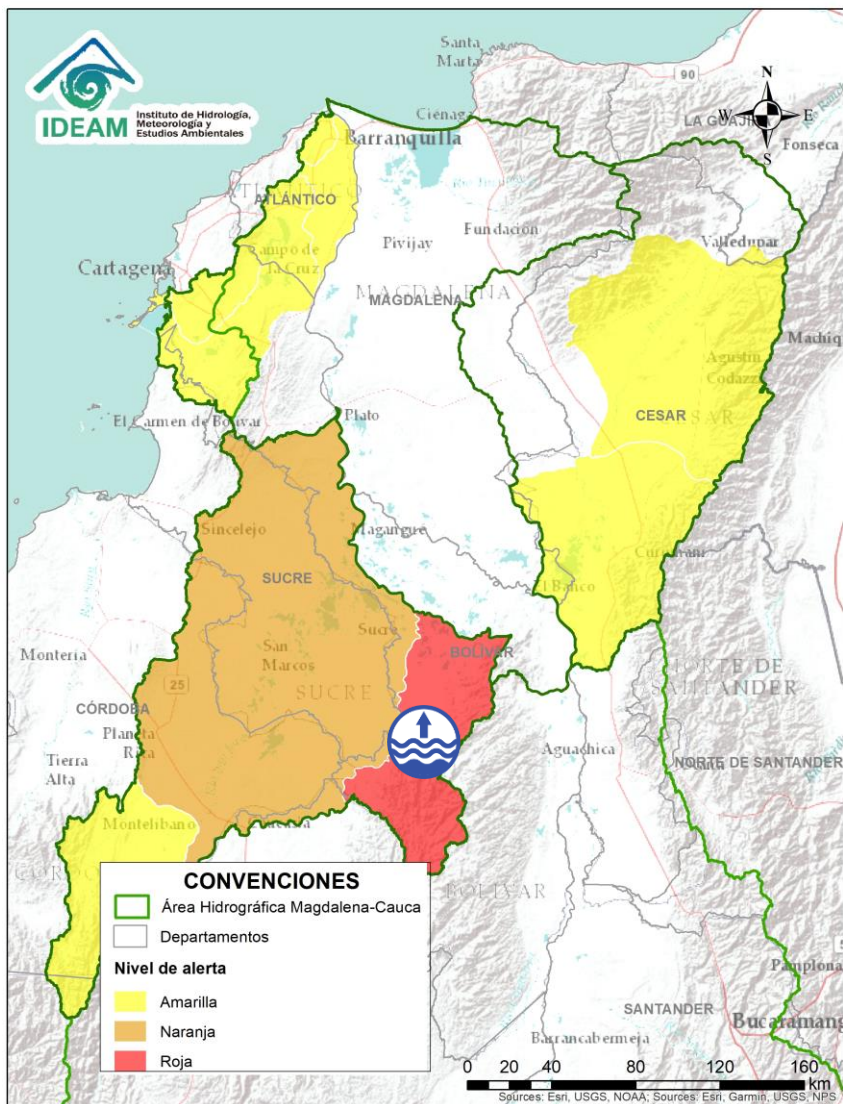 IDEAM
Instituto de Hidrología,
Meteorología y
Estudios Ambientales
Santa
Marta
90
N
W
E
S
Ciénaga
LA GUAJI
Fonseca
Barranquilla
ATLÁNTICO
Fundación
Pivijay
Valledupar
Cartagena
Campo de
la Cruz
MAGDALENA
MAGDALENA
Machiq
Agustín
Codazzi
El Carmen de Bolívar
Plato
CESAR
Sincelejo
Magangué
SUCRE
El Banco
Sucre
BOLÍVAR
San
Marcos
SUCRE
Montería
25
NORTE DE
SANTANDER
CÓRDOBA
Planeta
Rica
Aguachica
Tierra
Alta
NORTE DE SANTANDER
Montelíbano
BOLÍVAR
CONVENCIONES
Área Hidrográfica Magdalena-Cauca
Departamentos
Nivel de alerta
Amarilla
Naranja
Roja
Pamplona
SANTANDER
Bucaramang
Barrancabermeja
0 20 40 80 120 160
km
Sources: Esri, USGS, NOAA; Sources: Esri, Garmin, USGS, NPS